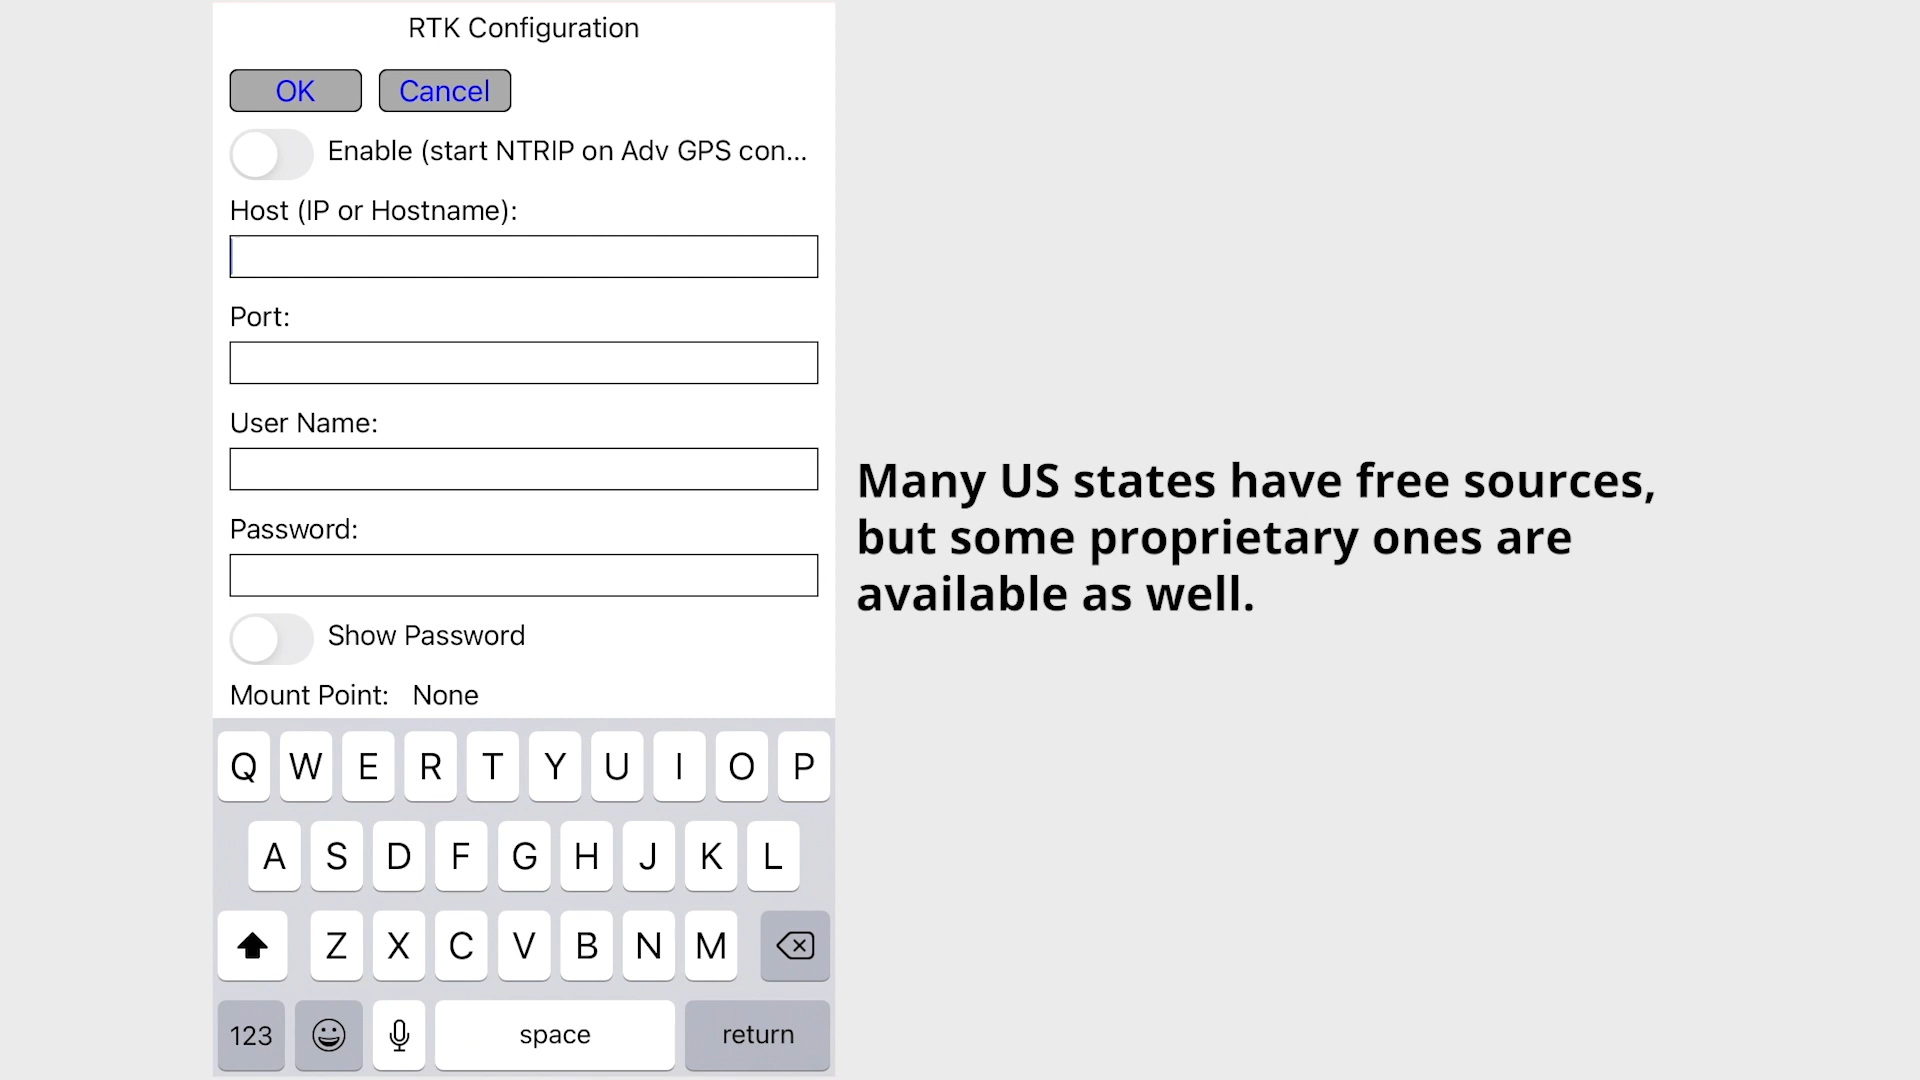 RTK Configuration
OK Cancel
Enable (start NTRIP on Adv GPS con...
Host (IP or Hostname):
Port:
User Name:
Password:
Show Password
Mount Point: None
Many US states have free sources,
but some proprietary ones are
available as well.
Q W E R T Y U I O P
A S D F G H J K L
Z X C V B N M
123 space return